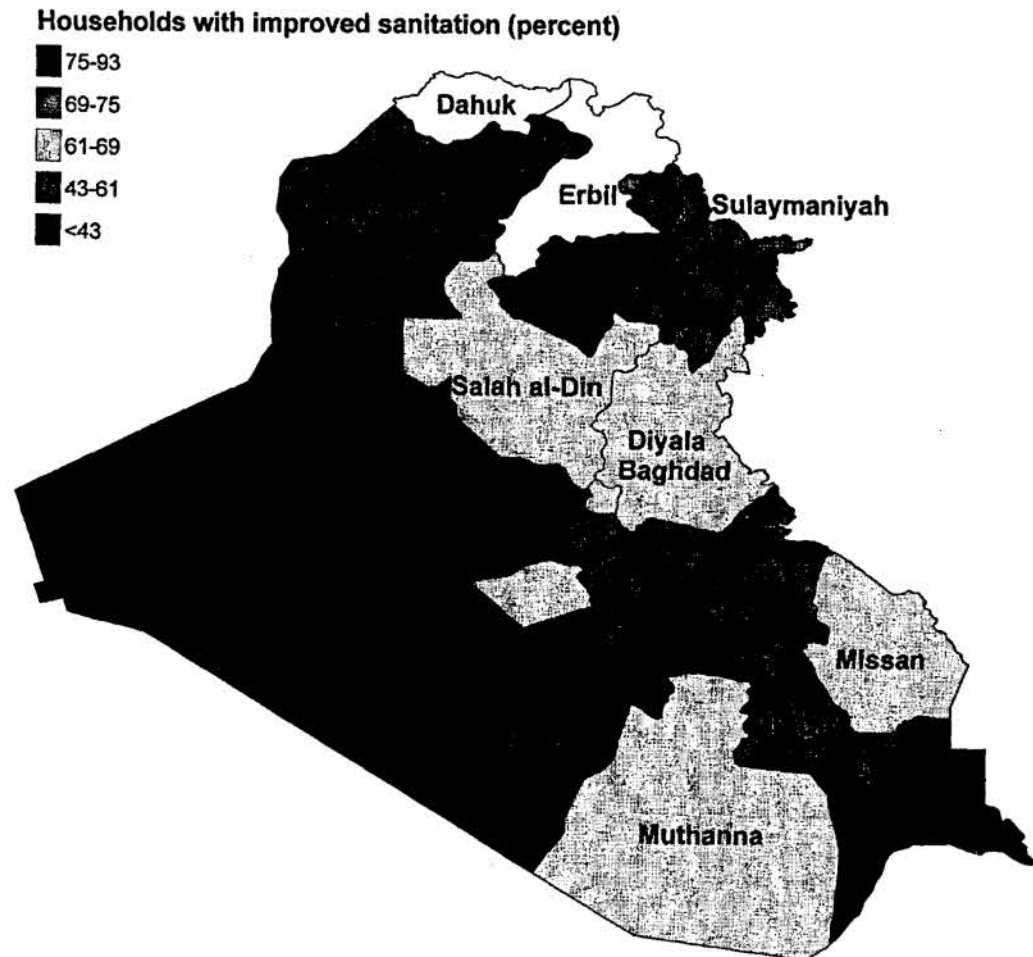 Households with improved sanitation (percent)
75-93
69-75
61-69
43-61
<43
Dahuk
Erbil
Sulaymaniyah
Salah al-Din
Diyala
Baghdad
Missan
Muthanna